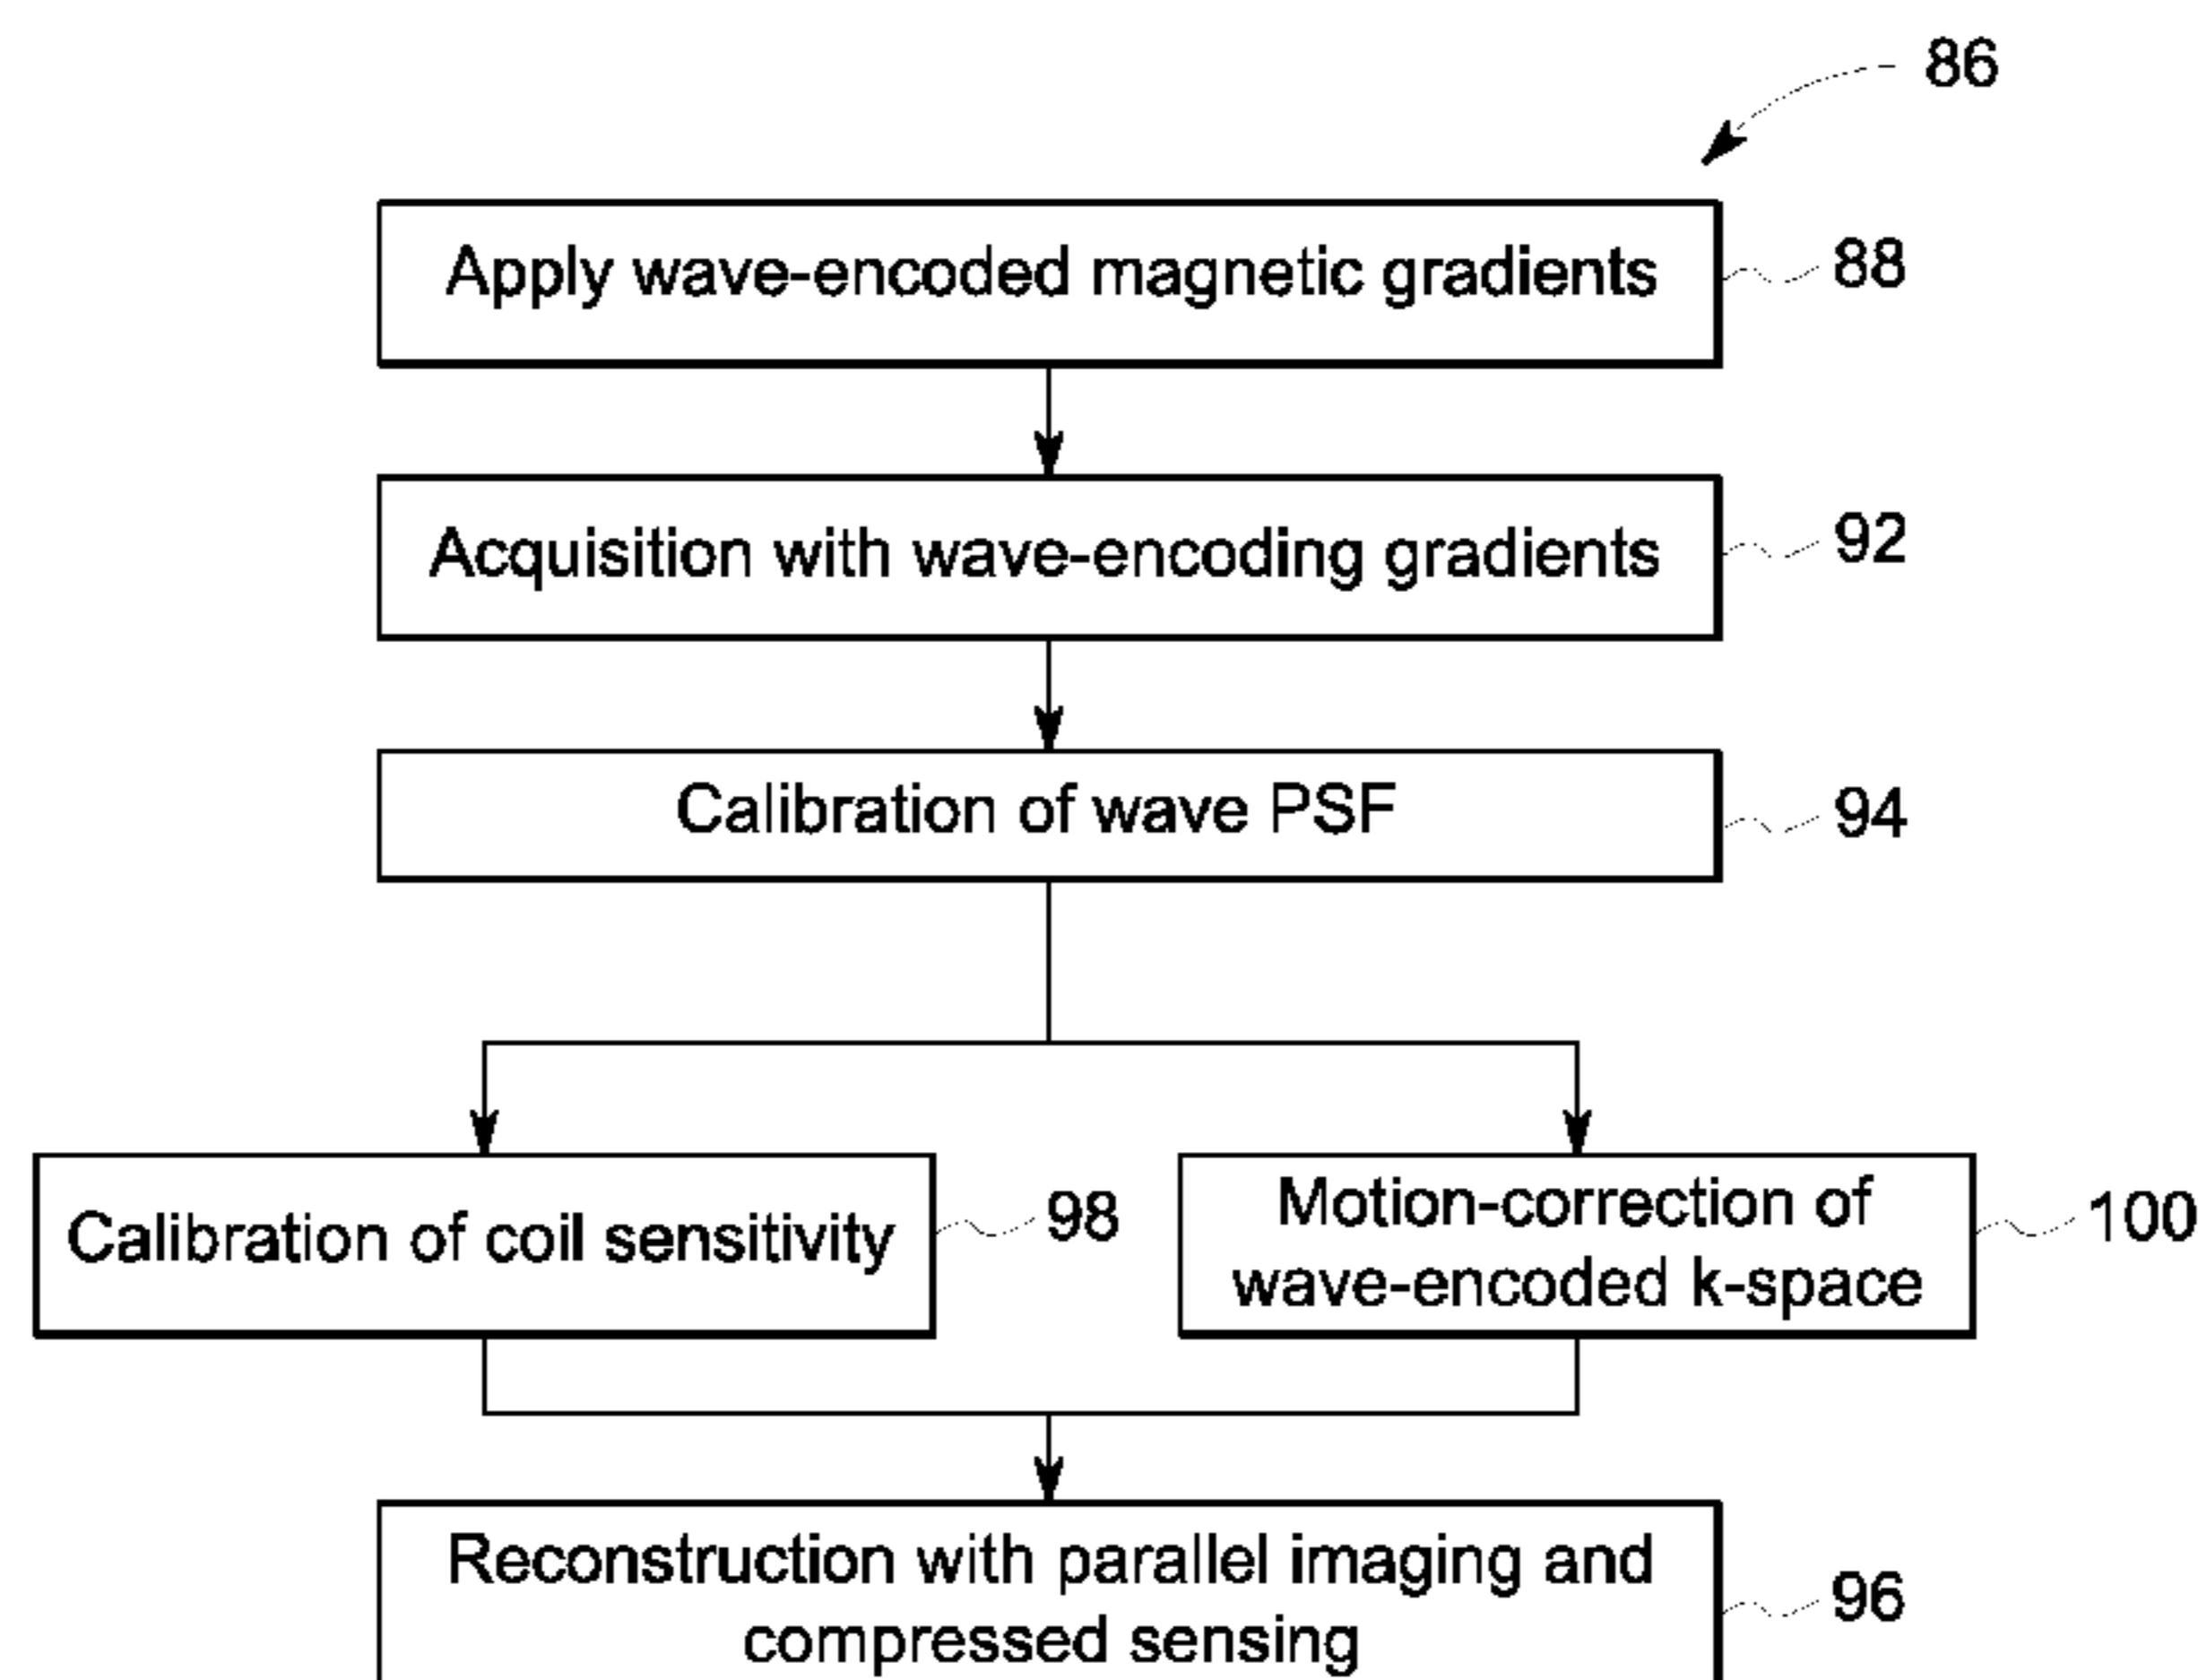 86
Apply wave-encoded magnetic gradients
88
Acquisition with wave-encoding gradients
92
Calibration of wave PSF
94
Calibration of coil sensitivity
98
Motion-correction of
wave-encoded k-space
100
Reconstruction with parallel imaging and
compressed sensing
96